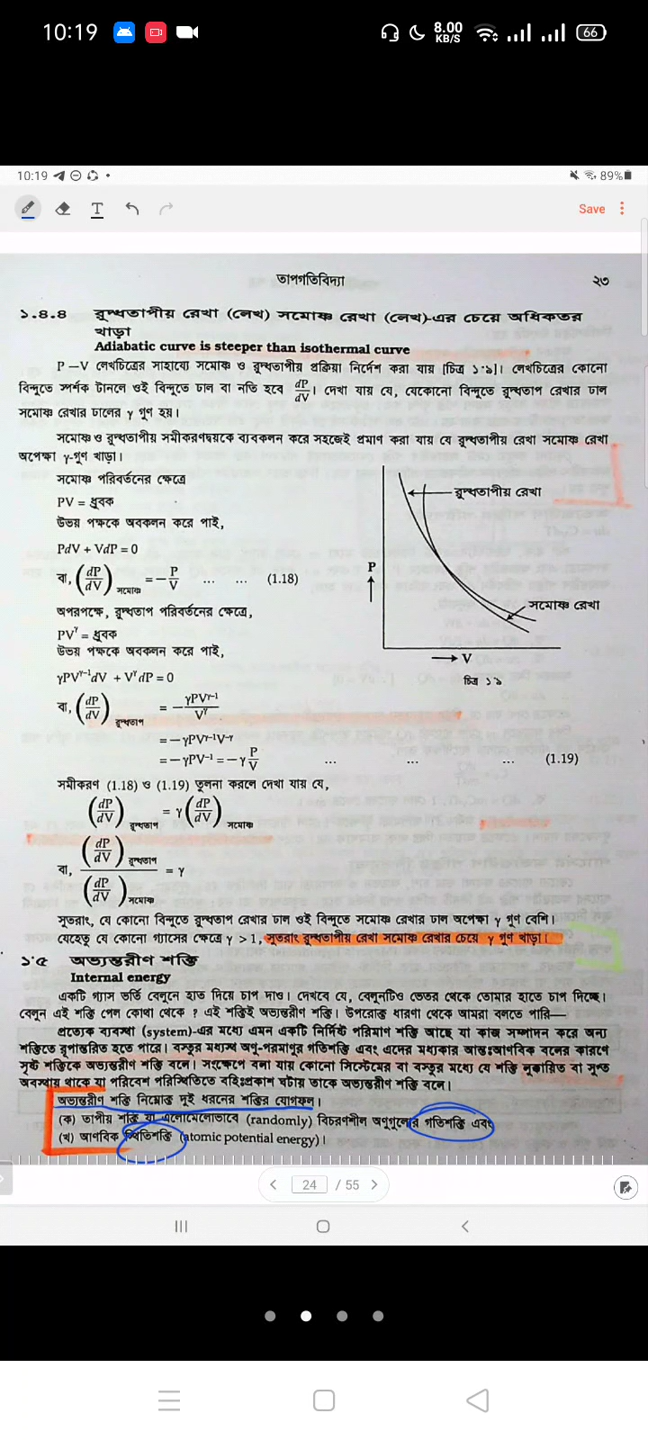 10:19
8.00
KB/S
66
10:19
89%
T
Save
তাপগতিবিদ্যা ২৩
১.৪.৪ রুদ্ধতাপীয় রেখা (লেখ) সমোষ্ণ রেখা (লেখ)-এর চেয়ে অধিকতর
খাড়া
Adiabatic curve is steeper than isothermal curve
P – V লেখচিত্রের সাহায্যে সমোষ্ণ ও রুদ্ধতাপীয় প্রক্রিয়া নির্দেশ করা যায় [চিত্র ১·৯]। লেখচিত্রের কোনো
বিন্দুতে স্পর্শক টানলে ওই বিন্দুতে ঢাল বা নতি হবে dP/dV। দেখা যায় যে, যেকোনো বিন্দুতে রুদ্ধতাপ রেখার ঢাল
সমোষ্ণ রেখার ঢালের γ গুণ হয়।
সমোষ্ণ ও রুদ্ধতাপীয় সমীকরণদ্বয়কে ব্যবকলন করে সহজেই প্রমাণ করা যায় যে রুদ্ধতাপীয় রেখা সমোষ্ণ রেখা
অপেক্ষা γ-গুণ খাড়া।
সমোষ্ণ পরিবর্তনের ক্ষেত্রে
PV = ধ্রুবক
উভয় পক্ষকে অবকলন করে পাই,
PdV + VdP = 0
বা, (dP/dV)সমোষ্ণ = – P/V ... ... (1.18)
অপরপক্ষে, রুদ্ধতাপ পরিবর্তনের ক্ষেত্রে,
PV^γ = ধ্রুবক
উভয় পক্ষকে অবকলন করে পাই,
γPV^γ–1 dV + V^γ dP = 0
বা, (dP/dV)রুদ্ধতাপ = – γPV^γ–1/V^γ
= – γPV^γ–1V^–γ
= – γPV^–1 = – γ P/V ... ... ... (1.19)
রুদ্ধতাপীয় রেখা
P
সমোষ্ণ রেখা
V
চিত্র ১৯
সমীকরণ (1.18) ও (1.19) তুলনা করলে দেখা যায় যে,
(dP/dV)রুদ্ধতাপ = γ (dP/dV)সমোষ্ণ
বা, (dP/dV)রুদ্ধতাপ / (dP/dV)সমোষ্ণ = γ
সুতরাং, যে কোনো বিন্দুতে রুদ্ধতাপ রেখার ঢাল ওই বিন্দুতে সমোষ্ণ রেখার ঢাল অপেক্ষা γ গুণ বেশি।
যেহেতু যে কোনো গ্যাসের ক্ষেত্রে γ > 1, সুতরাং রুদ্ধতাপীয় রেখা সমোষ্ণ রেখার চেয়ে γ গুণ খাড়া।
১·৫ অভ্যন্তরীণ শক্তি
Internal energy
একটি গ্যাস ভর্তি বেলুনে হাত দিয়ে চাপ দাও। দেখবে যে, বেলুনটিও ভেতর থেকে তোমার হাতে চাপ দিচ্ছে।
বেলুন এই শক্তি পেল কোথা থেকে ? এই শক্তিই অভ্যন্তরীণ শক্তি। উপরোক্ত ধারণা থেকে আমরা বলতে পারি—
প্রত্যেক ব্যবস্থা (system)-এর মধ্যে এমন একটি নির্দিষ্ট পরিমাণ শক্তি আছে যা কাজ সম্পাদন করে অন্য
শক্তিতে রূপান্তরিত হতে পারে। বস্তুর মধ্যস্থ অণু-পরমাণুর গতিশক্তি এবং এদের মধ্যকার আন্তঃআণবিক বলের কারণে
সৃষ্ট শক্তিকে অভ্যন্তরীণ শক্তি বলে। সংক্ষেপে বলা যায় কোনো সিস্টেমের বা বস্তুর মধ্যে যে শক্তি লুকায়িত বা সুপ্ত
অবস্থায় থাকে যা পরিবেশ পরিস্থিতিতে বহিঃপ্রকাশ ঘটায় তাকে অভ্যন্তরীণ শক্তি বলে।
অভ্যন্তরীণ শক্তি নিম্নোক্ত দুই ধরনের শক্তির যোগফল।
(ক) তাপীয় শক্তি যা এলোমেলোভাবে (randomly) বিচরণশীল অণুগুলোর গতিশক্তি এবং
(খ) আণবিক স্থিতিশক্তি (atomic potential energy)।
24 / 55